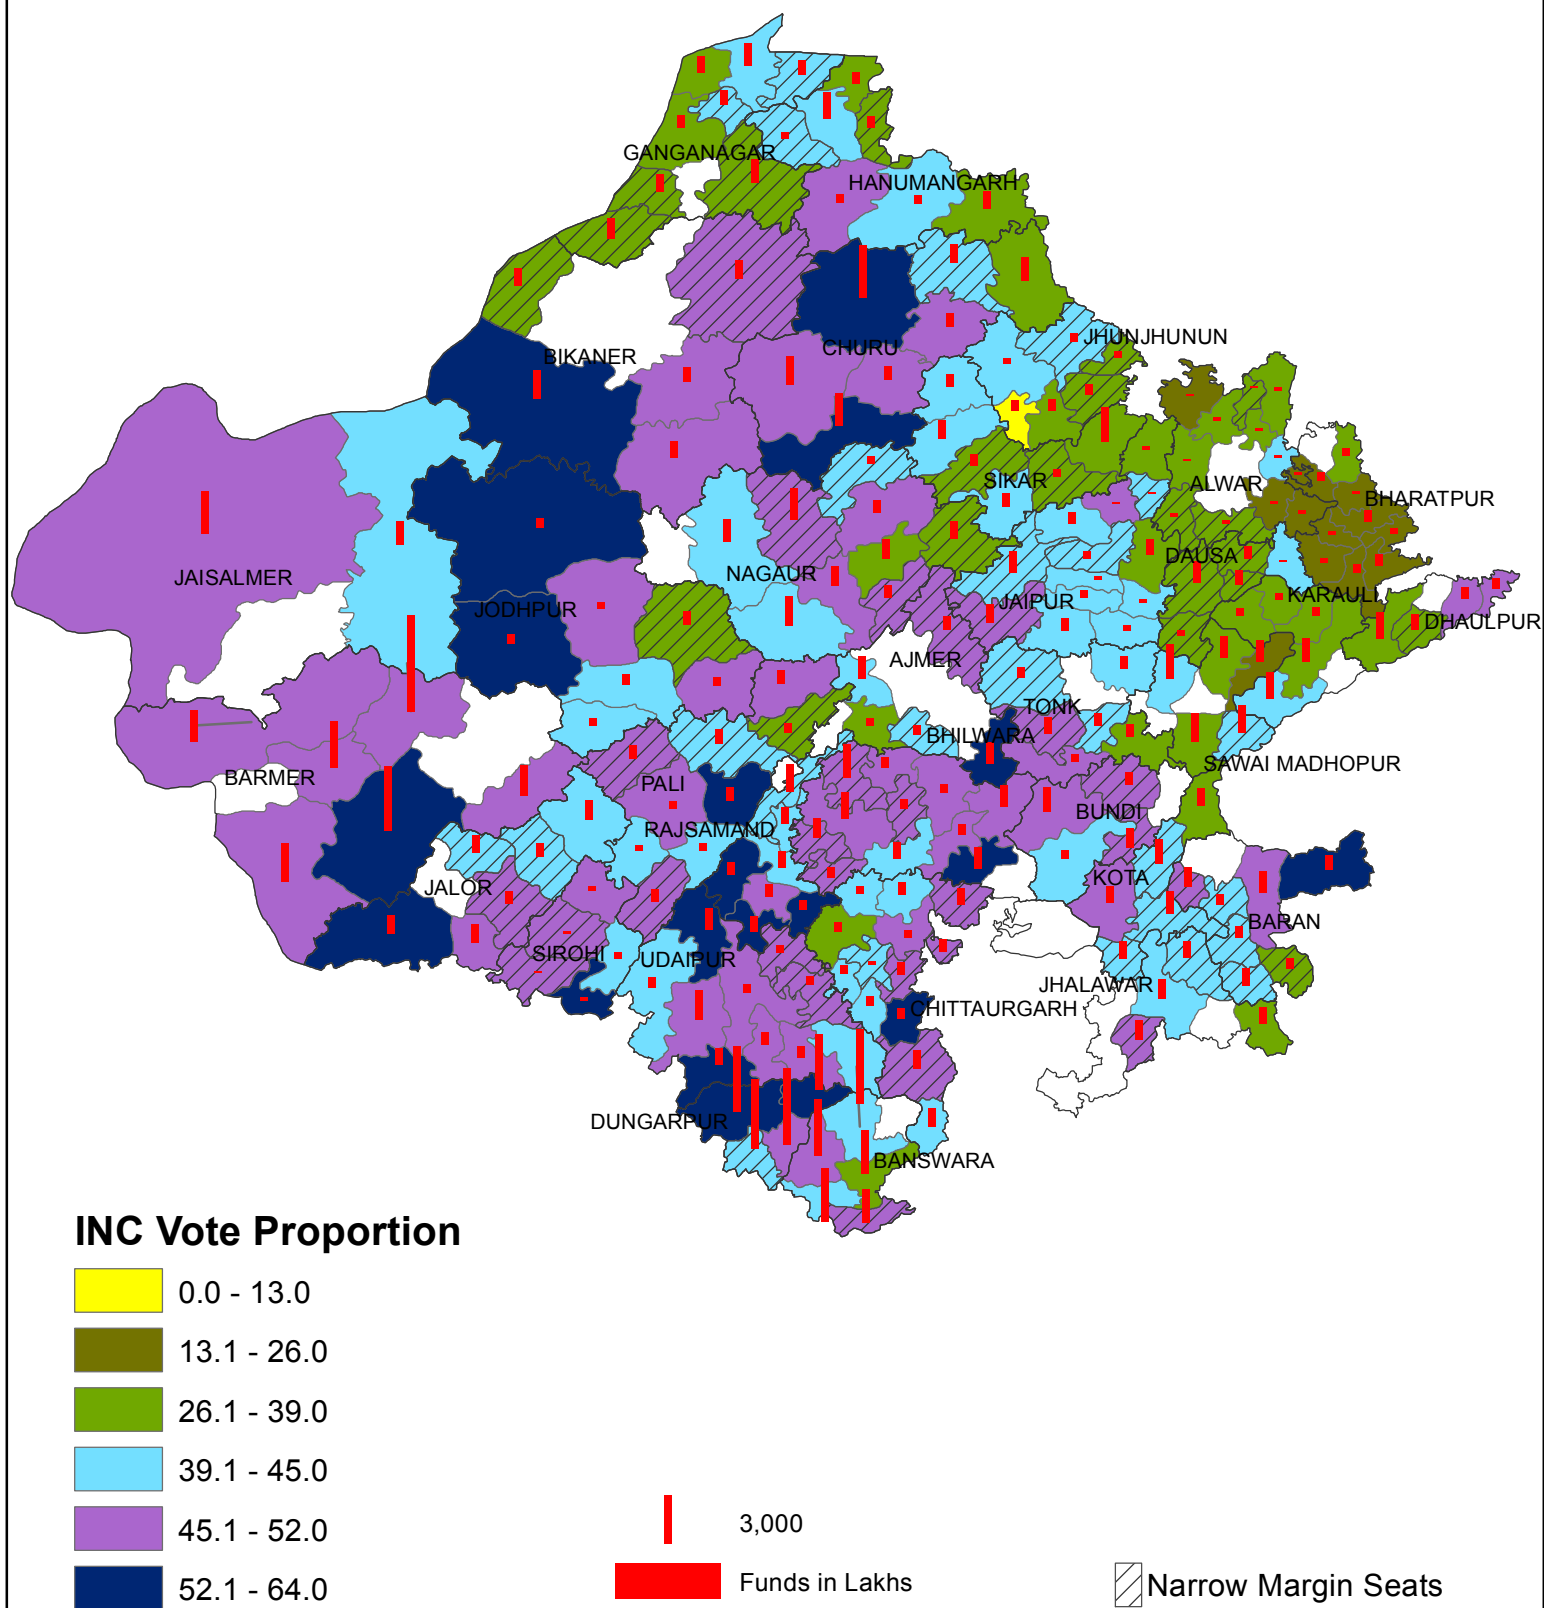 GANGANAGAR
HANUMANGARH
JHUNJHUNUN
CHURU
BIKANER
SIKAR
ALWAR
BHARATPUR
DAUSA
NAGAUR
JAISALMER
KARAULI
JAIPUR
JODHPUR
DHAULPUR
AJMER
TONK
BHILWARA
SAWAI MADHOPUR
BARMER
PALI
BUNDI
RAJSAMAND
KOTA
JALOR
BARAN
SIROHI
UDAIPUR
JHALAWAR
CHITTAURGARH
DUNGARPUR
BANSWARA
INC Vote Proportion
0.0 - 13.0
13.1 - 26.0
26.1 - 39.0
39.1 - 45.0
45.1 - 52.0
52.1 - 64.0
3,000
Funds in Lakhs
Narrow Margin Seats